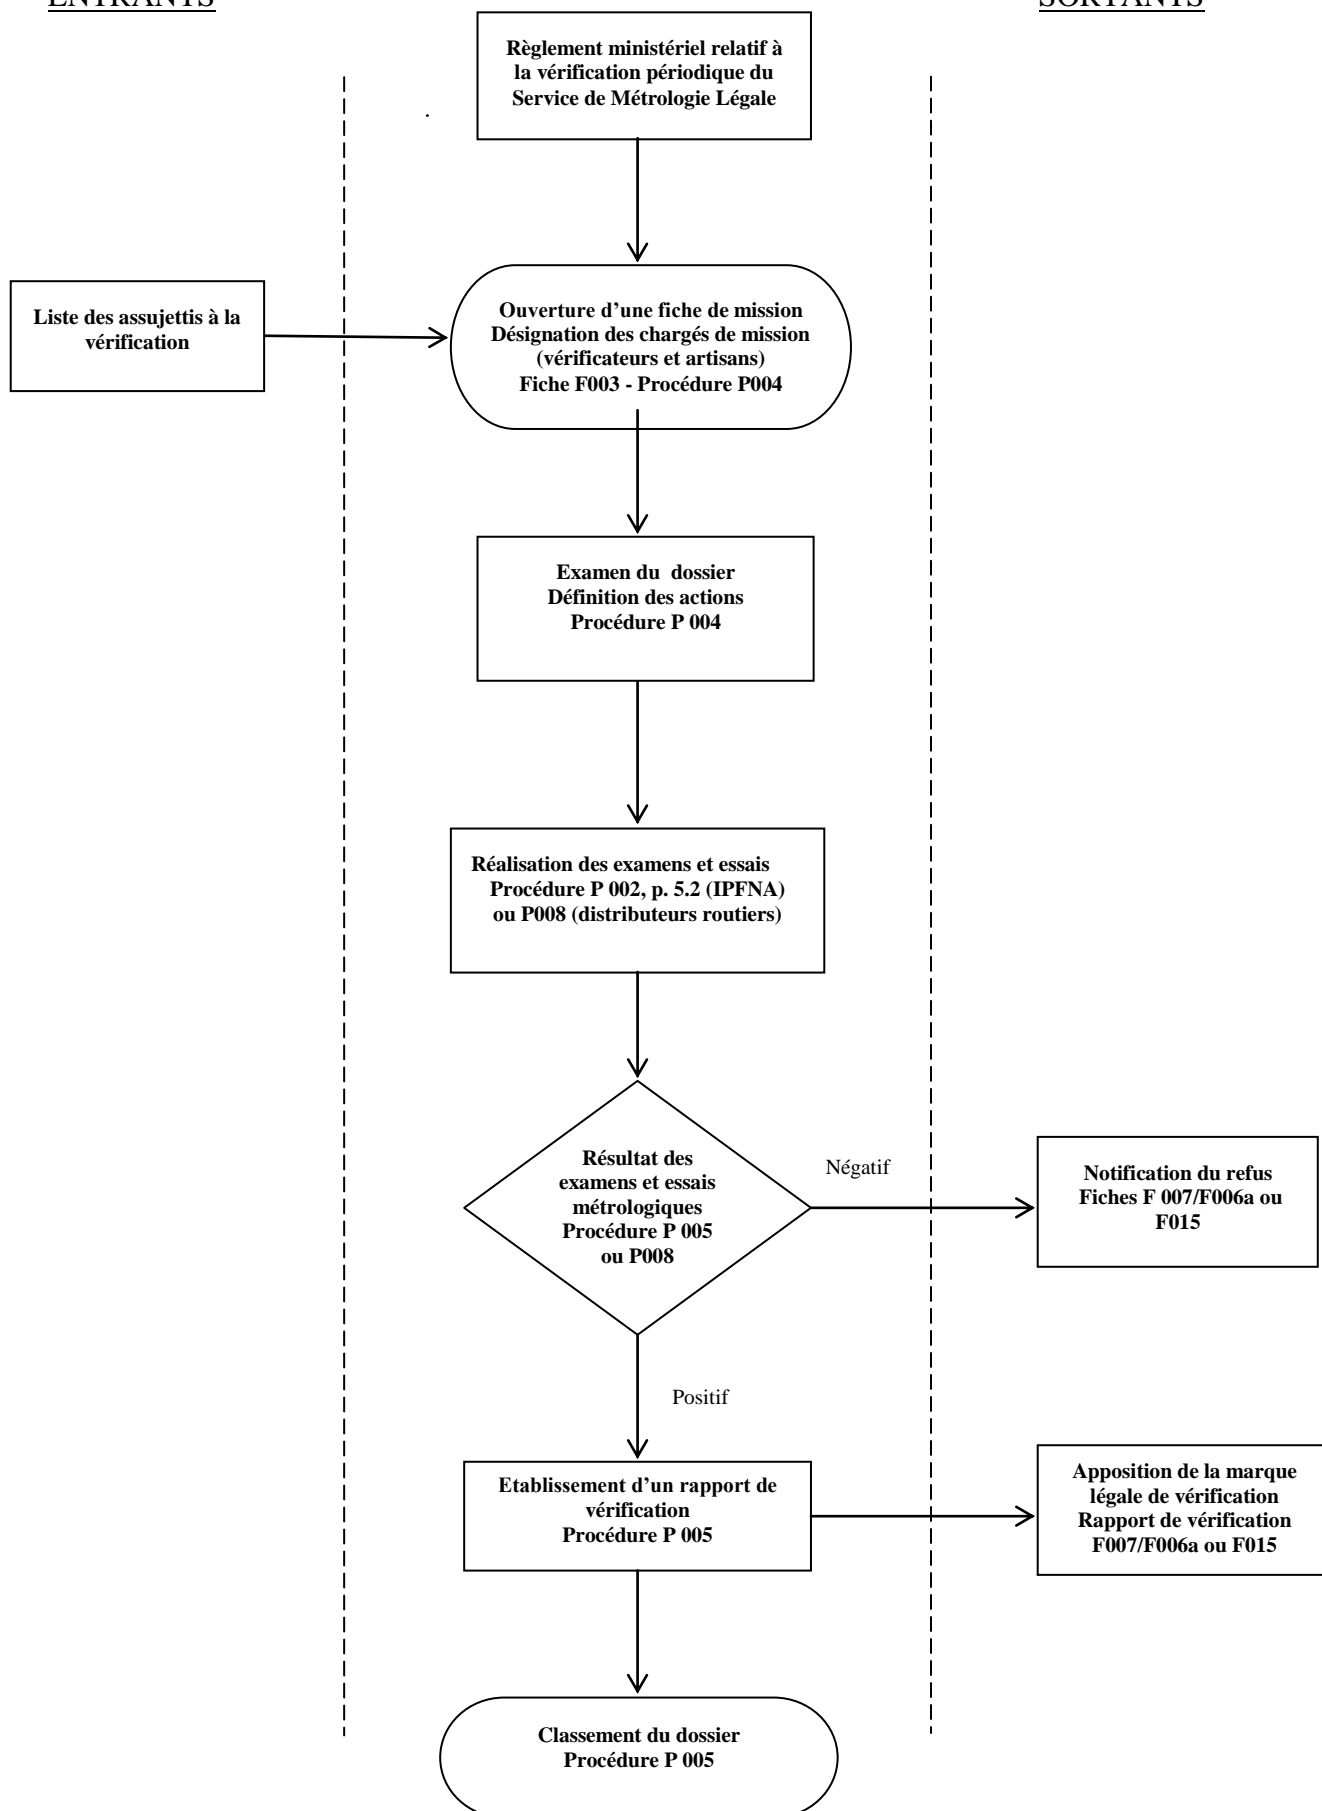 ENTRANTS
SORTANTS
Règlement ministériel relatif à
la vérification périodique du
Service de Métrologie Légale
.
Liste des assujettis à la
vérification
Ouverture d’une fiche de mission
Désignation des chargés de mission
(vérificateurs et artisans)
Fiche F003 - Procédure P004
Examen du dossier
Définition des actions
Procédure P 004
Réalisation des examens et essais
Procédure P 002, p. 5.2 (IPFNA)
ou P008 (distributeurs routiers)
Résultat des
examens et essais
métrologiques
Procédure P 005
ou P008
Négatif
Notification du refus
Fiches F 007/F006a ou
F015
Positif
Etablissement d’un rapport de
vérification
Procédure P 005
Apposition de la marque
légale de vérification
Rapport de vérification
F007/F006a ou F015
Classement du dossier
Procédure P 005